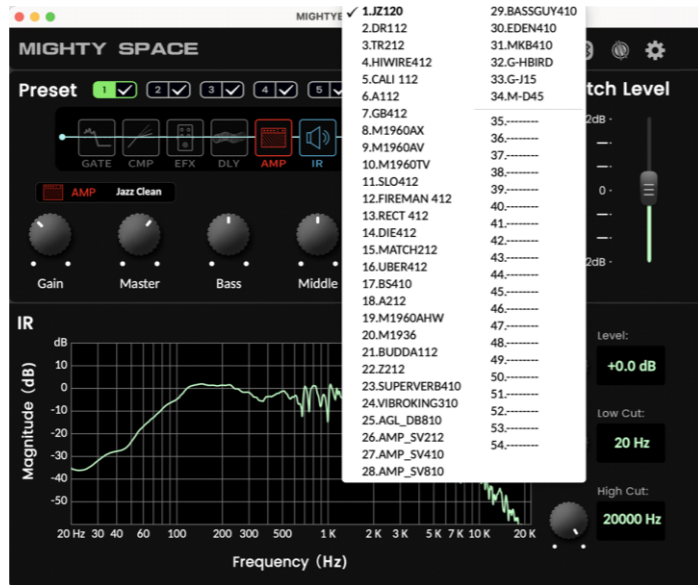 MIGHTYE
MIGHTY SPACE
Preset 1 2 3 4 5
tch Level
GATE CMP EFX DLY AMP IR
AMP Jazz Clean
Gain Master Bass Middle
✓ 1.JZ120
2.DR112
3.TR212
4.HIWIRE412
5.CALI 112
6.A112
7.GB412
8.M1960AX
9.M1960AV
10.M1960TV
11.SLO412
12.FIREMAN 412
13.RECT 412
14.DIE412
15.MATCH212
16.UBER412
17.BS410
18.A212
19.M1960AHW
20.M1936
21.BUDDA112
22.Z212
23.SUPERVERB410
24.VIBROKING310
25.AGL_DB810
26.AMP_SV212
27.AMP_SV410
28.AMP_SV810
29.BASSGUY410
30.EDEN410
31.MKB410
32.G-HBIRD
33.G-J15
34.M-D45
35.--------
36.--------
37.--------
38.--------
39.--------
40.--------
41.--------
42.--------
43.--------
44.--------
45.--------
46.--------
47.--------
48.--------
49.--------
50.--------
51.--------
52.--------
53.--------
54.--------
2dB -
0 -
2dB -
IR
dB
10
0
-10
-20
-30
-40
-50
Magnitude (dB)
20 Hz 30 40 60 100 200 300 500 1 K 2 K 3 K 5 K 7 K 10 K 20 K
Frequency (Hz)
Level:
+0.0 dB
Low Cut:
20 Hz
High Cut:
20000 Hz